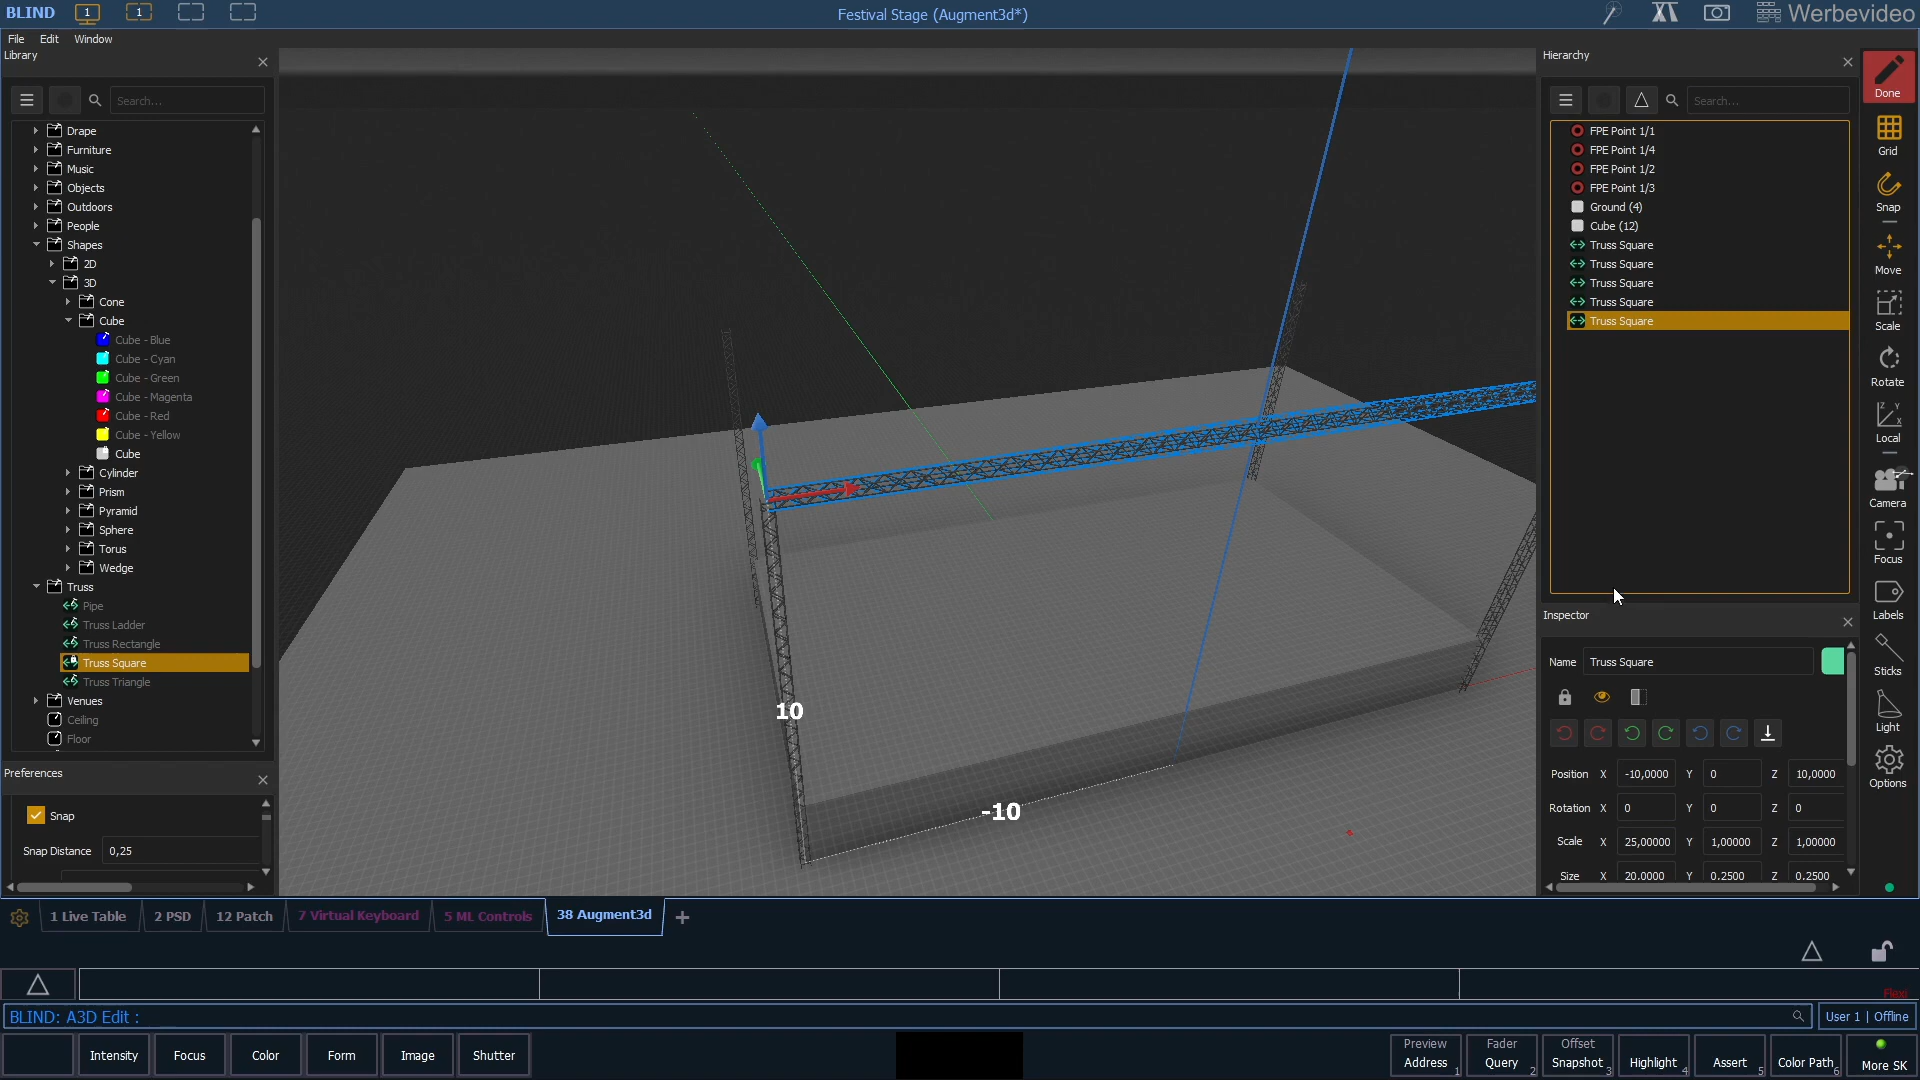 BLIND 1 1 Festival Stage (Augment3d*) Werbevideo
File Edit Window
Library
Search...
Drape
Furniture
Music
Objects
Outdoors
People
Shapes
2D
3D
Cone
Cube
Cube - Blue
Cube - Cyan
Cube - Green
Cube - Magenta
Cube - Red
Cube - Yellow
Cube
Cylinder
Prism
Pyramid
Sphere
Torus
Wedge
Truss
Pipe
Truss Ladder
Truss Rectangle
Truss Square
Truss Triangle
Venues
Ceiling
Floor
Preferences
Snap
Snap Distance 0,25
10
-10
Hierarchy
Search...
FPE Point 1/1
FPE Point 1/4
FPE Point 1/2
FPE Point 1/3
Ground (4)
Cube (12)
Truss Square
Truss Square
Truss Square
Truss Square
Truss Square
Inspector
Name Truss Square
Position X -10,0000 Y 0 Z 10,0000
Rotation X 0 Y 0 Z 0
Scale X 25,00000 Y 1,00000 Z 1,00000
Size X 20.0000 Y 0.2500 Z 0.2500
Done
Grid
Snap
Move
Scale
Rotate
Z Y X
Local
Camera
Focus
Labels
Sticks
Light
Options
1 Live Table 2 PSD 12 Patch 7 Virtual Keyboard 5 ML Controls 38 Augment3d +
Flexi
BLIND: A3D Edit : User 1 | Offline
Intensity Focus Color Form Image Shutter
Preview Fader Offset
Address 1 Query 2 Snapshot 3 Highlight 4 Assert 5 Color Path 6 More SK